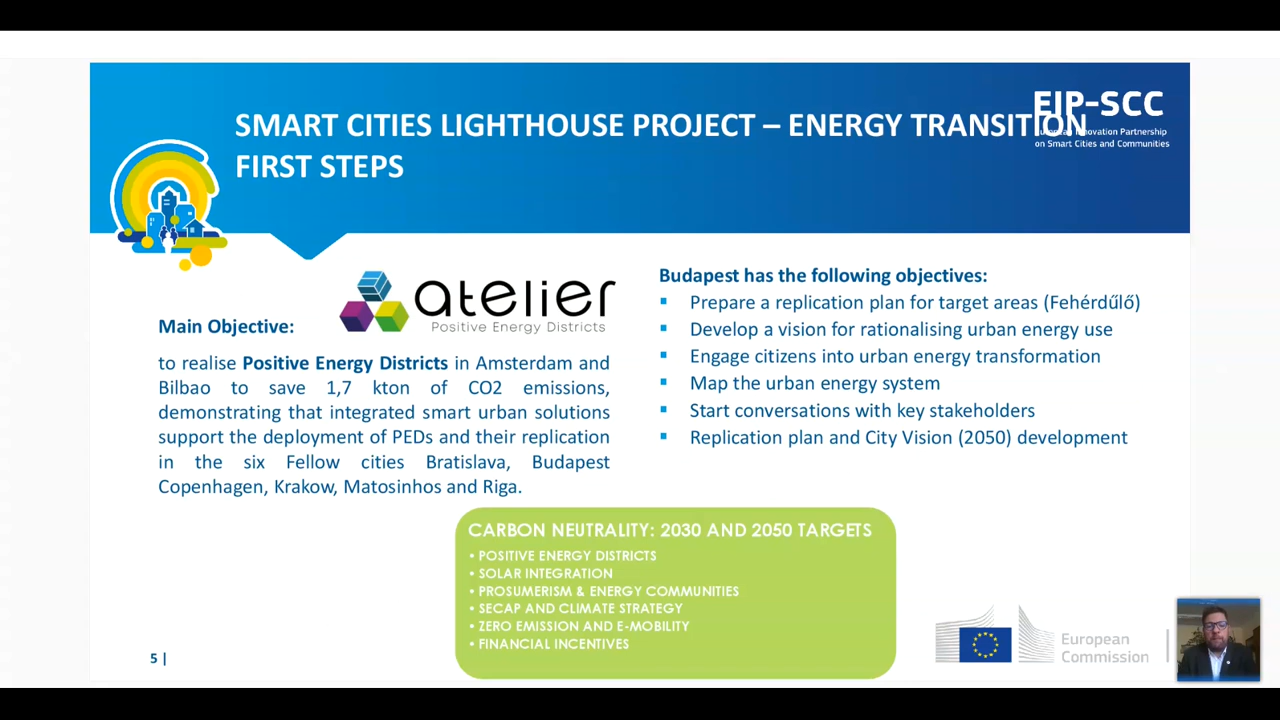 SMART CITIES LIGHTHOUSE PROJECT – ENERGY TRANSITION
FIRST STEPS
EIP-SCC
European Innovation Partnership
on Smart Cities and Communities
atelier
Positive Energy Districts
Main Objective:
to realise Positive Energy Districts in Amsterdam and
Bilbao to save 1,7 kton of CO2 emissions,
demonstrating that integrated smart urban solutions
support the deployment of PEDs and their replication
in the six Fellow cities Bratislava, Budapest
Copenhagen, Krakow, Matosinhos and Riga.
Budapest has the following objectives:
▪ Prepare a replication plan for target areas (Fehérdűlő)
▪ Develop a vision for rationalising urban energy use
▪ Engage citizens into urban energy transformation
▪ Map the urban energy system
▪ Start conversations with key stakeholders
▪ Replication plan and City Vision (2050) development
CARBON NEUTRALITY: 2030 AND 2050 TARGETS
• POSITIVE ENERGY DISTRICTS
• SOLAR INTEGRATION
• PROSUMERISM & ENERGY COMMUNITIES
• SECAP AND CLIMATE STRATEGY
• ZERO EMISSION AND E-MOBILITY
• FINANCIAL INCENTIVES
5 |
European
Commission